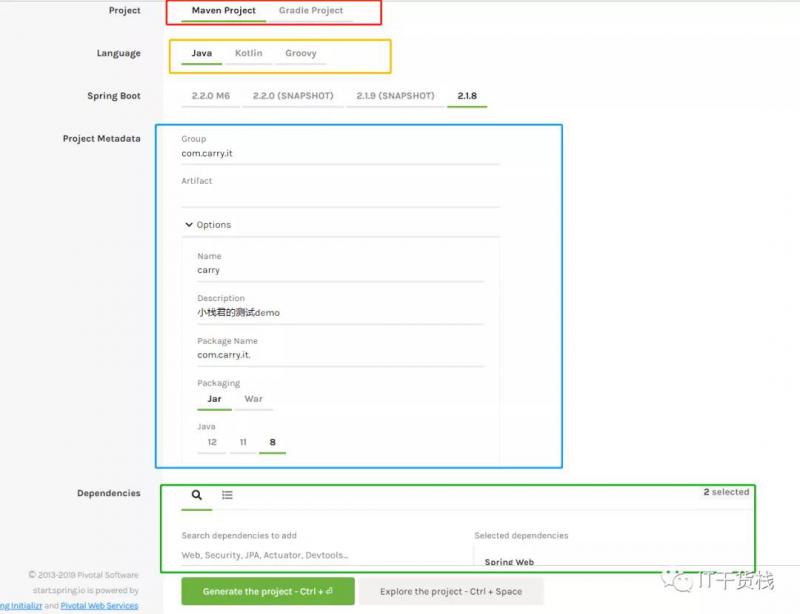 Project Maven Project Gradle Project
Language Java Kotlin Groovy
Spring Boot 2.2.0 M6 2.2.0 (SNAPSHOT) 2.1.9 (SNAPSHOT) 2.1.8
Project Metadata Group
com.carry.it
Artifact
Options
Name
carry
Description
小栈君的测试demo
Package Name
com.carry.it.
Packaging
Jar War
Java
12 11 8
Dependencies 2 selected
Search dependencies to add Selected dependencies
Web, Security, JPA, Actuator, Devtools... Spring Web
© 2013-2019 Pivotal Software
start.spring.io is powered by
ng Initializr and Pivotal Web Services
Generate the project - Ctrl + ⏎ Explore the project - Ctrl + Space
IT干货栈